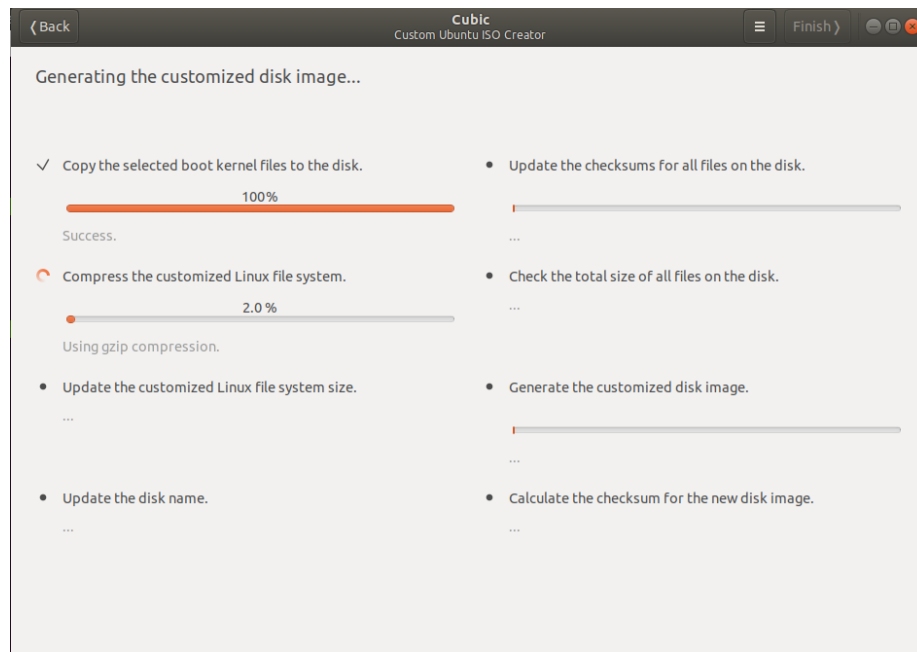 ❬Back
Cubic
Custom Ubuntu ISO Creator
Finish❭
Generating the customized disk image...
Copy the selected boot kernel files to the disk.
100%
Success.
Compress the customized Linux file system.
2.0 %
Using gzip compression.
Update the customized Linux file system size.
...
Update the disk name.
...
Update the checksums for all files on the disk.
...
Check the total size of all files on the disk.
...
Generate the customized disk image.
...
Calculate the checksum for the new disk image.
...